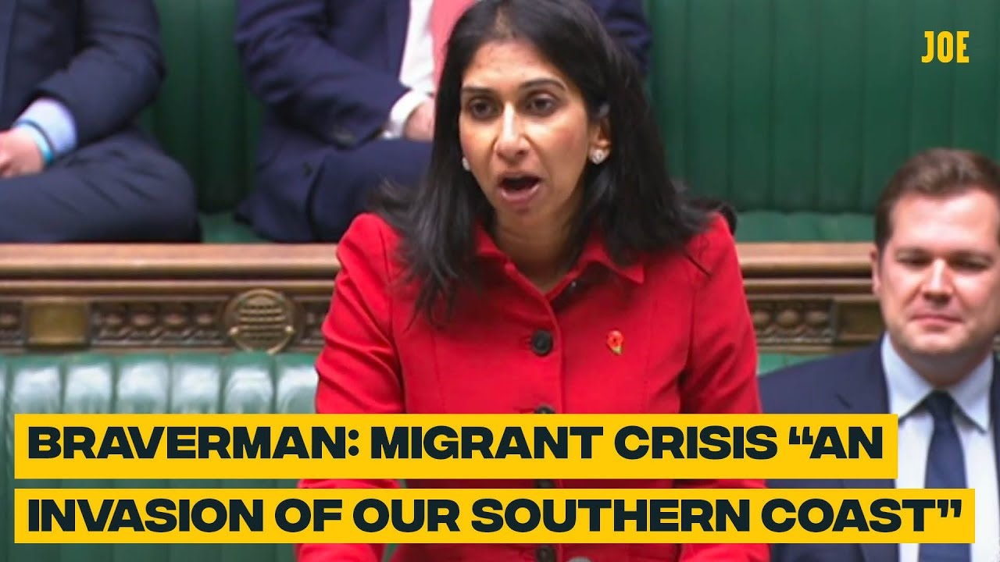 JOE
BRAVERMAN: MIGRANT CRISIS “AN
INVASION OF OUR SOUTHERN COAST”